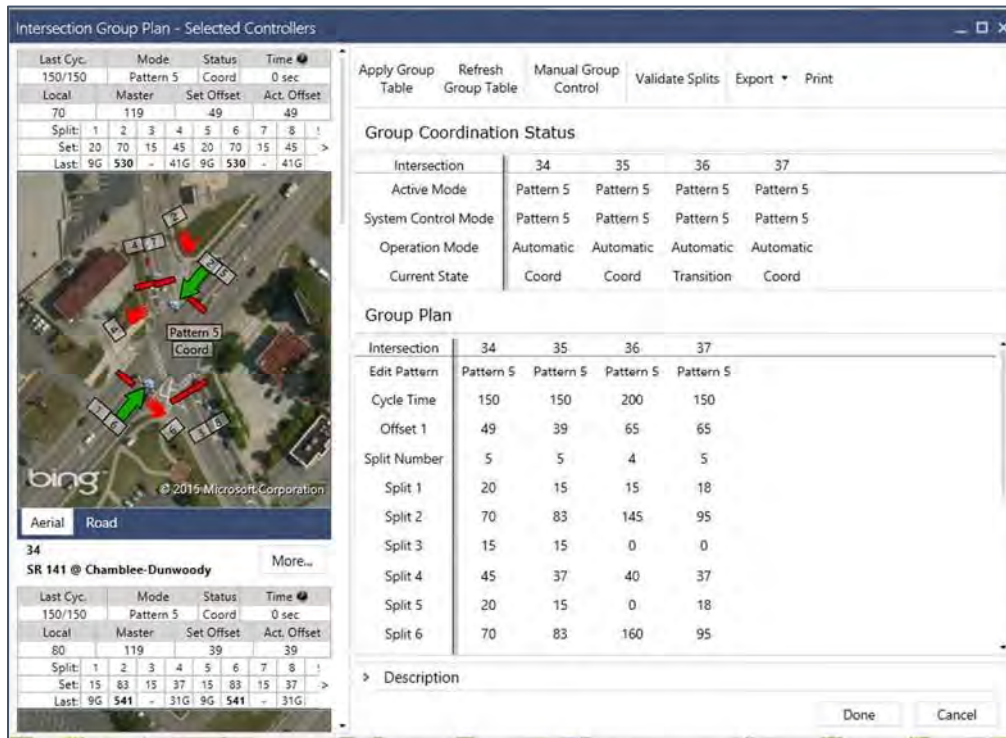 Intersection Group Plan - Selected Controllers
Last Cyc. Mode Status Time
150/150 Pattern 5 Coord 0 sec
Local Master Set Offset Act. Offset
70 119 49 49
Split: 1 2 3 4 5 6 7 8
Set: 20 70 15 45 20 70 15 45 >
Last: 9G 530 - 41G 9G 530 - 41G
2
4 7
2 5
4
Pattern 5
Coord
1 6
6
3 8
bing
© 2015 Microsoft Corporation
Aerial Road
34
SR 141 @ Chamblee-Dunwoody
More...
Last Cyc. Mode Status Time
150/150 Pattern 5 Coord 0 sec
Local Master Set Offset Act. Offset
80 119 39 39
Split: 1 2 3 4 5 6 7 8
Set: 15 83 15 37 15 83 15 37 >
Last: 9G 541 - 31G 9G 541 - 31G
Apply Group Table Refresh Group Table Manual Group Control Validate Splits Export Print
Group Coordination Status
Intersection 34 35 36 37
Active Mode Pattern 5 Pattern 5 Pattern 5 Pattern 5
System Control Mode Pattern 5 Pattern 5 Pattern 5 Pattern 5
Operation Mode Automatic Automatic Automatic Automatic
Current State Coord Coord Transition Coord
Group Plan
Intersection 34 35 36 37
Edit Pattern Pattern 5 Pattern 5 Pattern 5 Pattern 5
Cycle Time 150 150 200 150
Offset 1 49 39 65 65
Split Number 5 5 4 5
Split 1 20 15 15 18
Split 2 70 83 145 95
Split 3 15 15 0 0
Split 4 45 37 40 37
Split 5 20 15 0 18
Split 6 70 83 160 95
> Description
Done Cancel